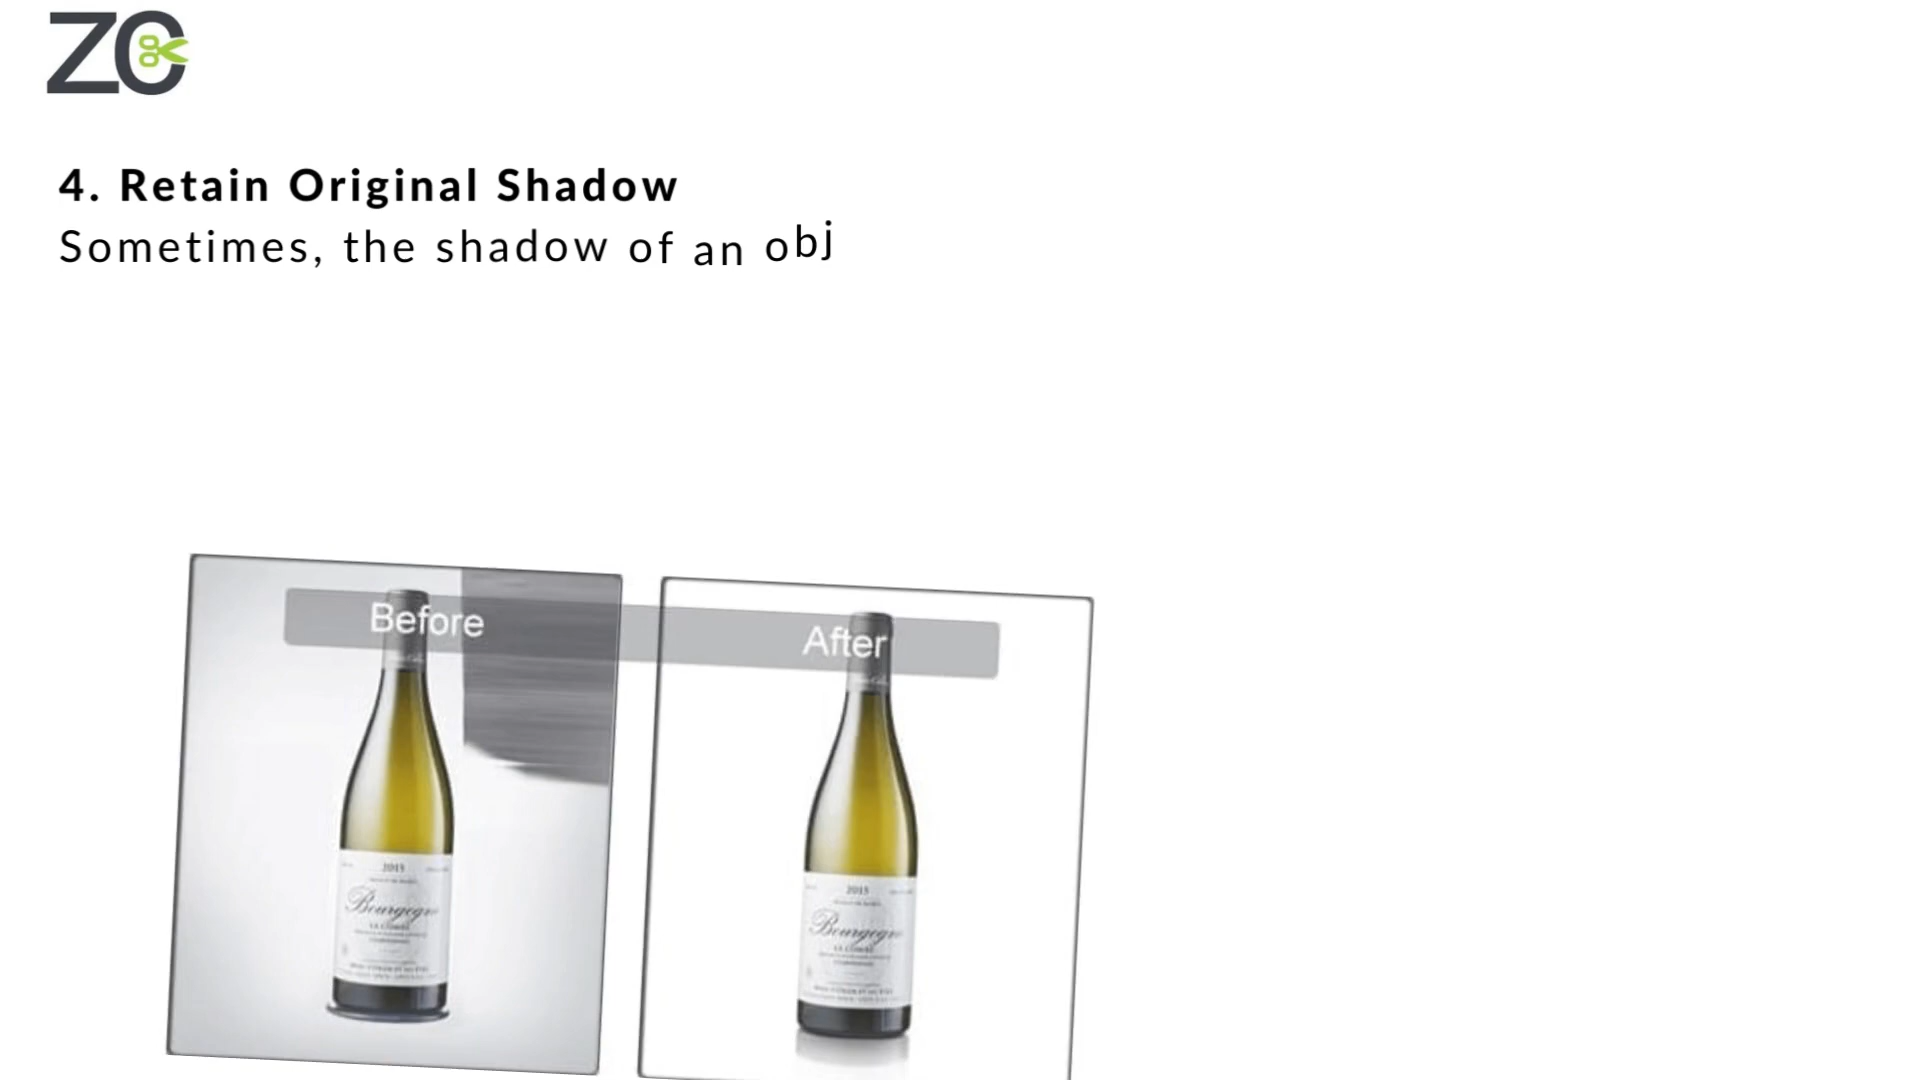 ZC
4. Retain Original Shadow
Sometimes, the shadow of an obj
Before
After
2015
Bourgogne
2015
Bourgogne